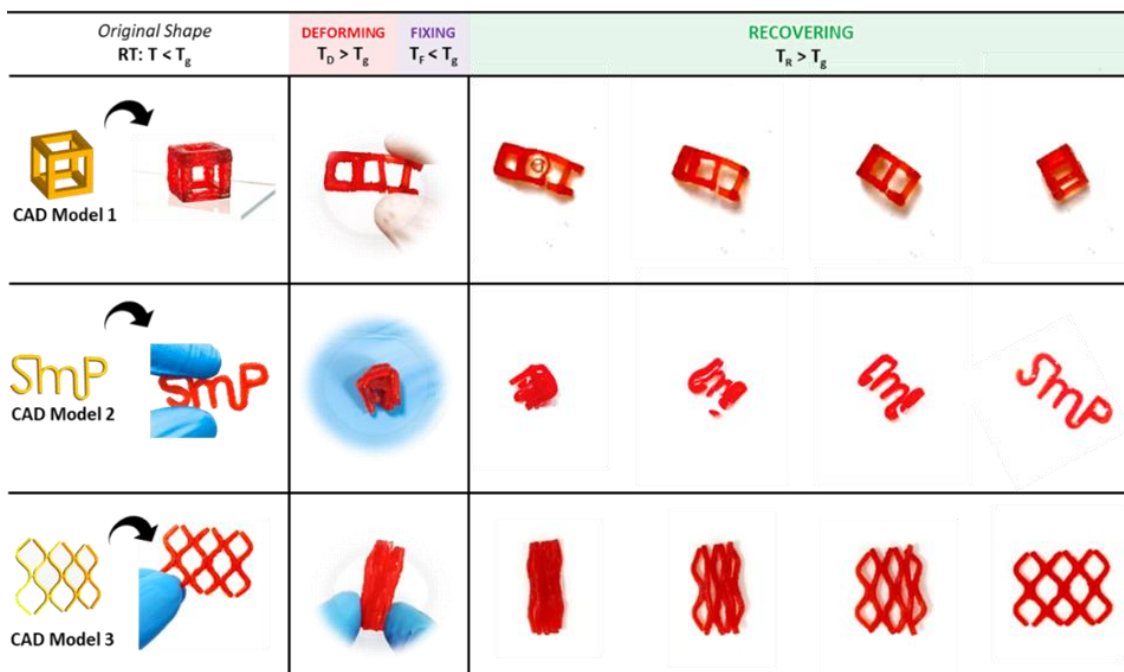 Original Shape
RT: T < Tg
DEFORMING
TD > Tg
FIXING
TF < Tg
RECOVERING
TR > Tg
CAD Model 1
SmP
SmP
SmP
CAD Model 2
CAD Model 3